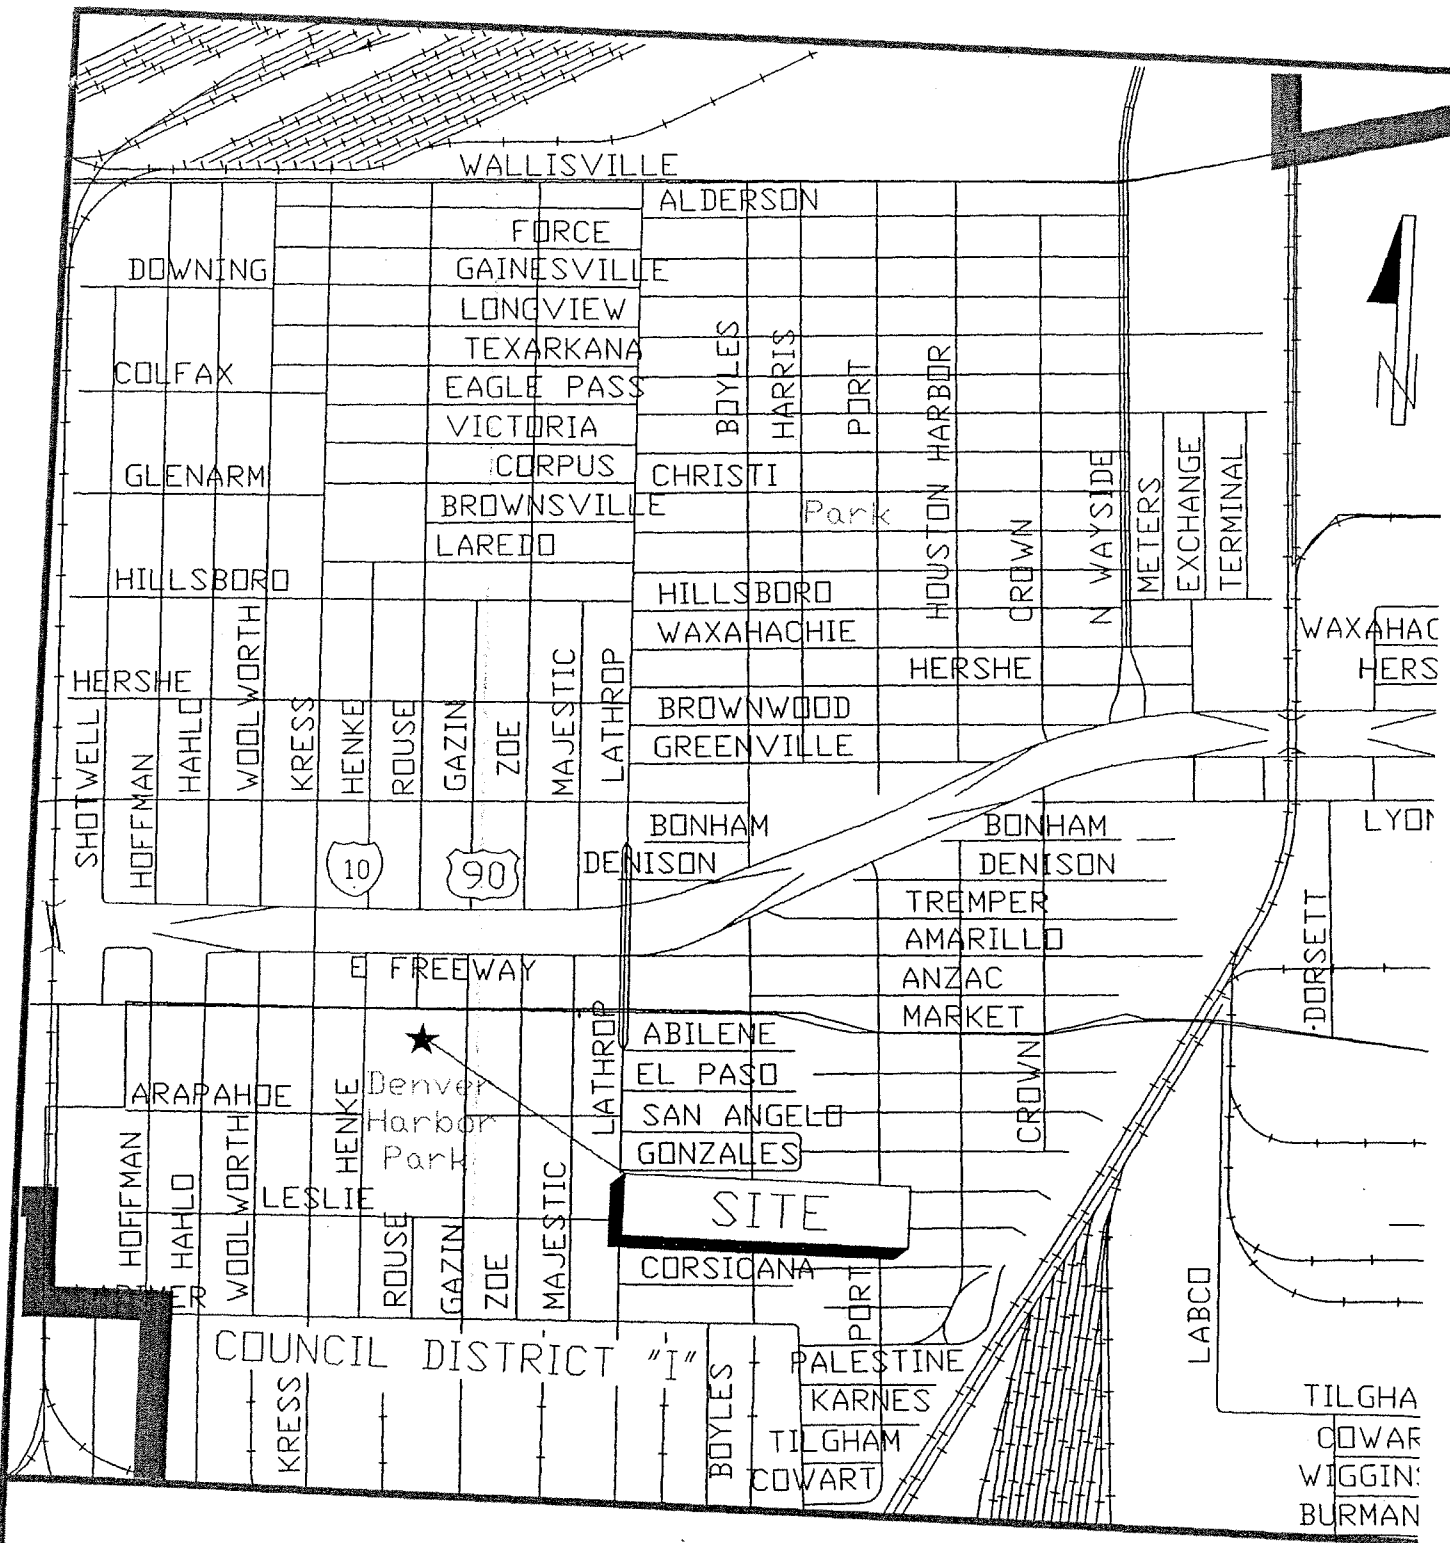 WALLISVILLE
ALDERSON
FORCE
DOWNING
GAINESVILLE
LONGVIEW
TEXARKANA
COLFAX
EAGLE PASS
VICTORIA
BOYLES
HARRIS
PORT
HOUSTON HARBOR
CORPUS CHRISTI
GLENARM
BROWNSVILLE
Park
LAREDO
CROWN
N WAYSIDE
METERS
EXCHANGE
TERMINAL
HILLSBORO
HILLSBORO
WAXAHACHIE
WAXAHAC
HERSHE
HERSHE
HERS
BROWNWOOD
GREENVILLE
SHOTWELL
HOFFMAN
HAHLO
WOOLWORTH
KRESS
HENKE
ROUSE
GAZIN
ZOE
MAJESTIC
LATHROP
BONHAM
BONHAM
LYON
10
90
DENISON
DENISON
TREMPER
AMARILLO
DORSETT
E FREEWAY
ANZAC
MARKET
LATHROP
ABILENE
EL PASO
SAN ANGELO
GONZALES
CROWN
ARAPAHOE
HENKE
Denver
Harbor
Park
HOFFMAN
HAHLO
WOOLWORTH
LESLIE
ROUSE
GAZIN
ZOE
MAJESTIC
SITE
CORSICANA
PORT
LABCO
COUNCIL DISTRICT "I"
KRESS
BOYLES
PALESTINE
KARNES
TILGHAM
COWART
TILGHA
COWAR
WIGGINS
BURMAN
N